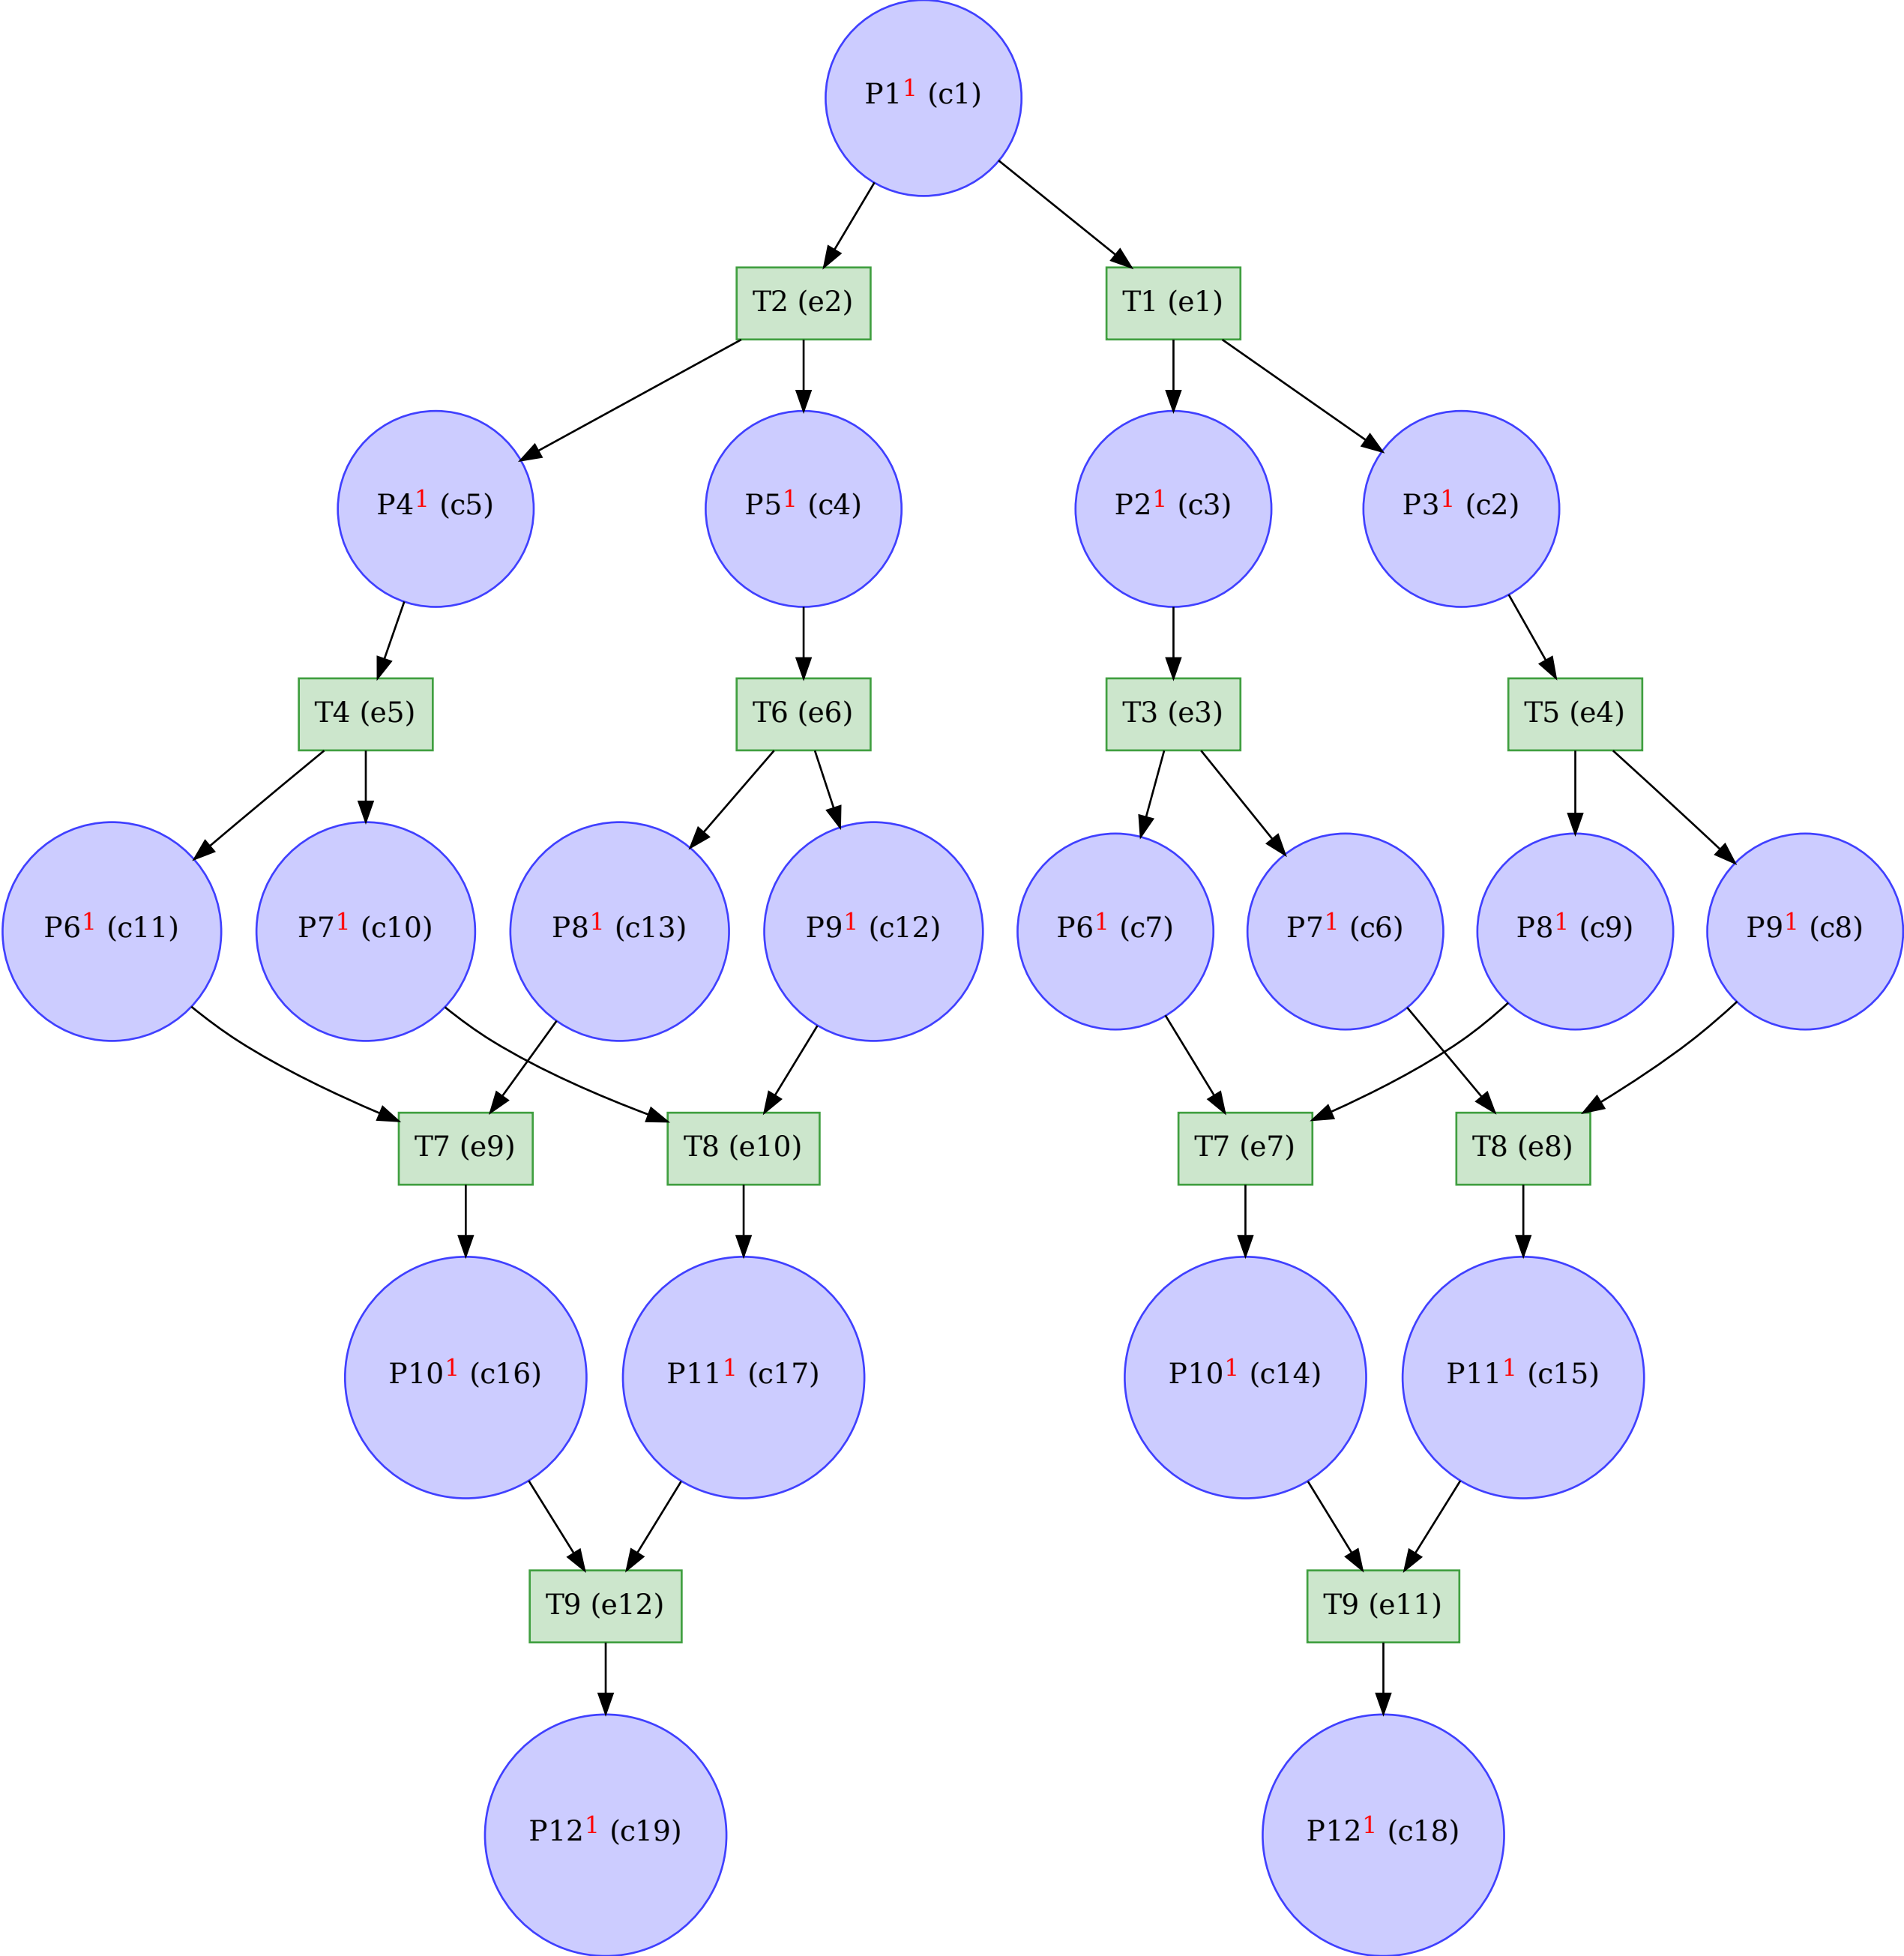 P1¹ (c1)
T2 (e2)
T1 (e1)
P4¹ (c5)
P5¹ (c4)
P2¹ (c3)
P3¹ (c2)
T4 (e5)
T6 (e6)
T3 (e3)
T5 (e4)
P6¹ (c11)
P7¹ (c10)
P8¹ (c13)
P9¹ (c12)
P6¹ (c7)
P7¹ (c6)
P8¹ (c9)
P9¹ (c8)
T7 (e9)
T8 (e10)
T7 (e7)
T8 (e8)
P10¹ (c16)
P11¹ (c17)
P10¹ (c14)
P11¹ (c15)
T9 (e12)
T9 (e11)
P12¹ (c19)
P12¹ (c18)